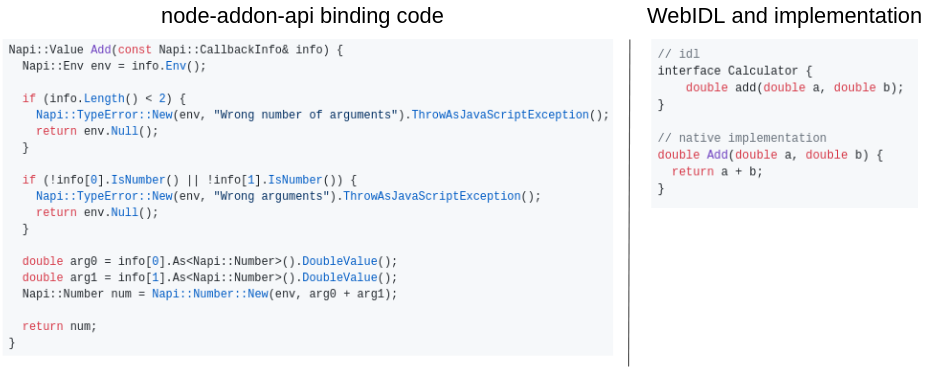 node-addon-api binding code
Napi::Value Add(const Napi::CallbackInfo& info) {
  Napi::Env env = info.Env();

  if (info.Length() < 2) {
    Napi::TypeError::New(env, "Wrong number of arguments").ThrowAsJavaScriptException();
    return env.Null();
  }

  if (!info[0].IsNumber() || !info[1].IsNumber()) {
    Napi::TypeError::New(env, "Wrong arguments").ThrowAsJavaScriptException();
    return env.Null();
  }

  double arg0 = info[0].As<Napi::Number>().DoubleValue();
  double arg1 = info[1].As<Napi::Number>().DoubleValue();
  Napi::Number num = Napi::Number::New(env, arg0 + arg1);

  return num;
}
WebIDL and implementation
// idl
interface Calculator {
    double add(double a, double b);
}

// native implementation
double Add(double a, double b) {
  return a + b;
}